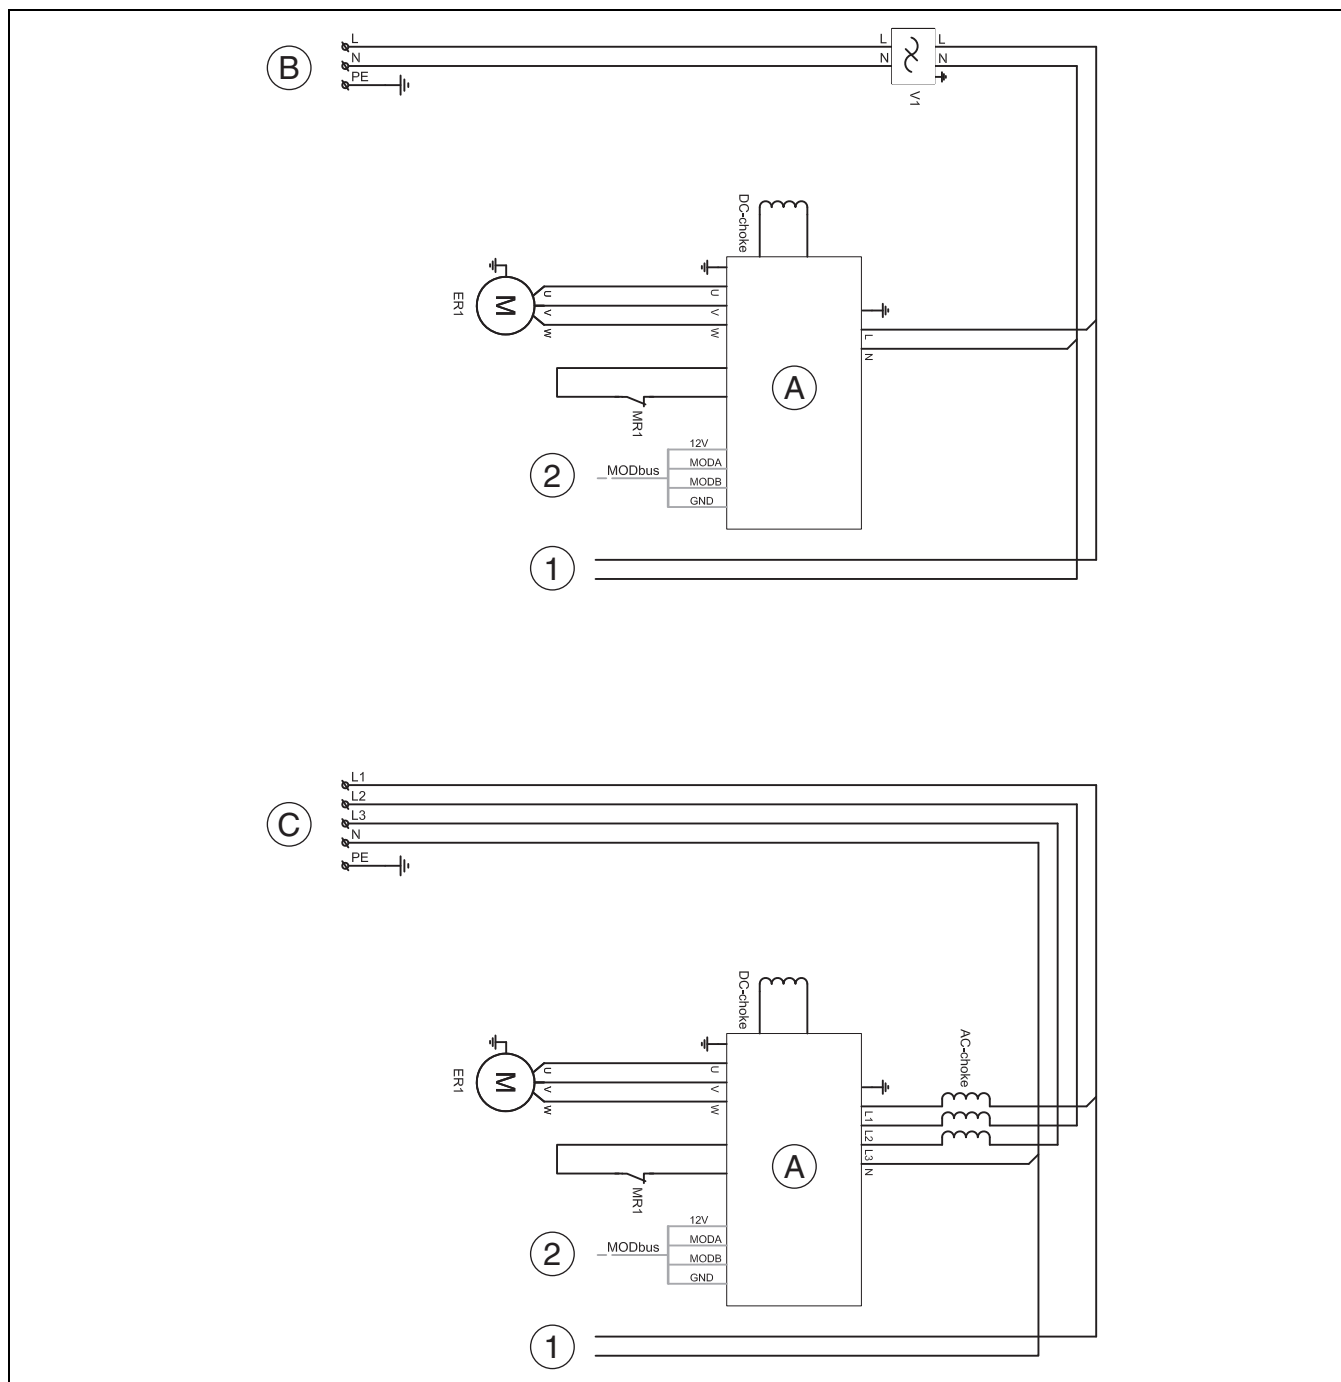 L
L
L
B
N
N
N
PE
V1
DC-choke
ER1
M
U
V
W
U
V
W
L
N
A
MR1
12V
2
MODbus
MODA
MODB
GND
1
L1
L2
L3
C
N
PE
DC-choke
AC-choke
ER1
M
U
V
W
U
V
W
L1
L2
L3
N
A
MR1
12V
2
MODbus
MODA
MODB
GND
1